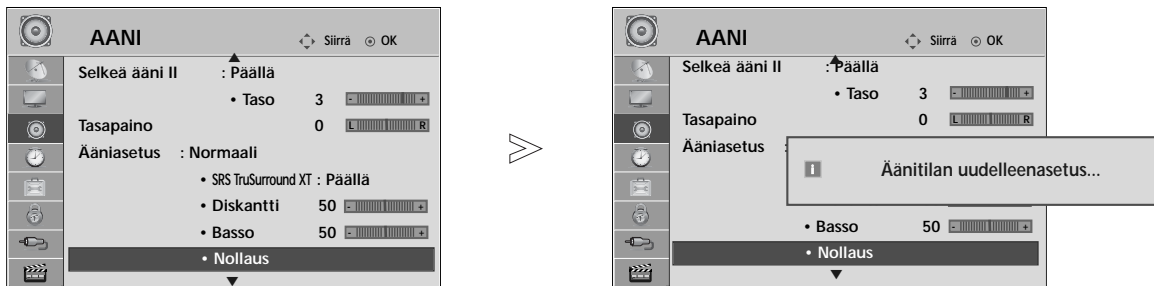 AANI
Siirrä OK
Selkeä ääni II : Päällä
• Taso 3 - +
Tasapaino 0 L R
Ääniasetus : Normaali
• SRS TruSurround XT : Päällä
• Diskantti 50 - +
• Basso 50 - +
• Nollaus
AANI
Siirrä OK
Selkeä ääni II : Päällä
• Taso 3 - +
Tasapaino 0 L R
Ääniasetus :
Äänitilan uudelleenasetus...
• Basso 50 - +
• Nollaus